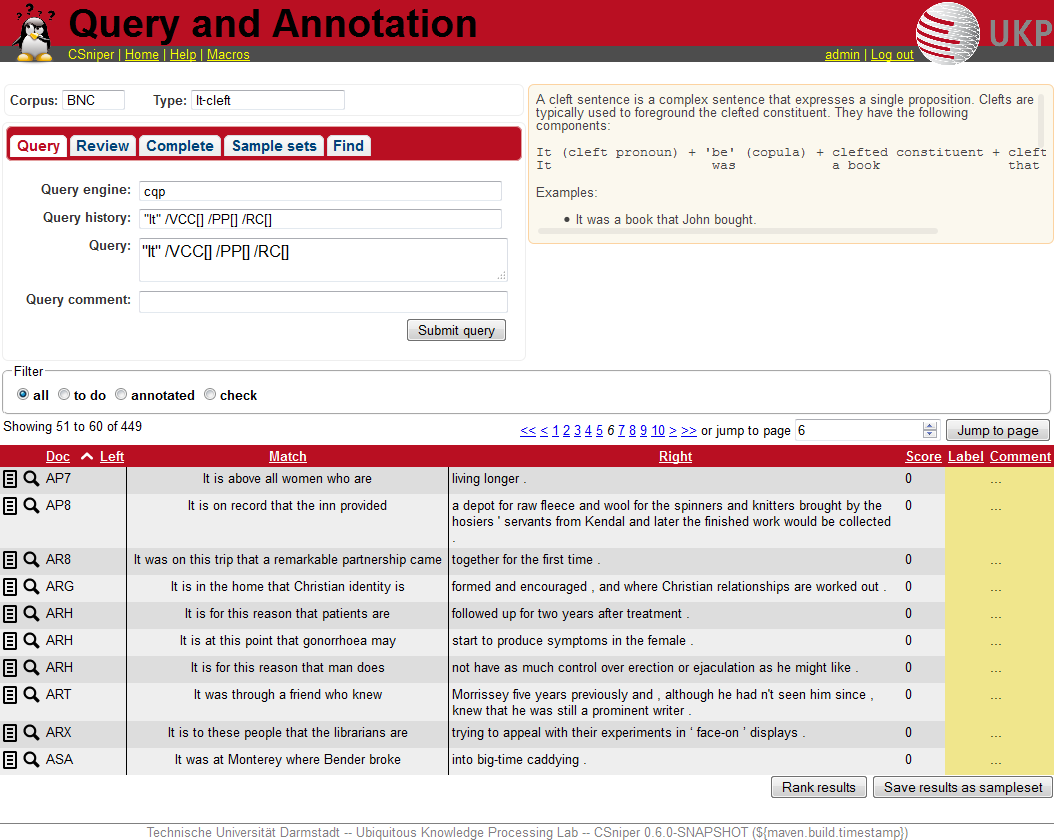 Query and Annotation
CSniper | Home | Help | Macros
admin | Log out
UKP
Corpus: BNC Type: It-cleft
Query Review Complete Sample sets Find
Query engine: cqp
Query history: "It" /VCC[] /PP[] /RC[]
Query: "It" /VCC[] /PP[] /RC[]
Query comment:
Submit query
A cleft sentence is a complex sentence that expresses a single proposition. Clefts are
typically used to foreground the clefted constituent. They have the following
components:
It (cleft pronoun) + 'be' (copula) + clefted constituent + cleft
It was a book that
Examples:
• It was a book that John bought.
Filter
all to do annotated check
Showing 51 to 60 of 449
<< < 1 2 3 4 5 6 7 8 9 10 > >> or jump to page 6 Jump to page
Doc Left Match Right Score Label Comment
AP7 It is above all women who are living longer . 0 ...
AP8 It is on record that the inn provided a depot for raw fleece and wool for the spinners and knitters brought by the 0 ...
hosiers ' servants from Kendal and later the finished work would be collected
.
AR8 It was on this trip that a remarkable partnership came together for the first time . 0 ...
ARG It is in the home that Christian identity is formed and encouraged , and where Christian relationships are worked out . 0 ...
ARH It is for this reason that patients are followed up for two years after treatment . 0 ...
ARH It is at this point that gonorrhoea may start to produce symptoms in the female . 0 ...
ARH It is for this reason that man does not have as much control over erection or ejaculation as he might like . 0 ...
ART It was through a friend who knew Morrissey five years previously and , although he had n't seen him since , 0 ...
knew that he was still a prominent writer .
ARX It is to these people that the librarians are trying to appeal with their experiments in ‘ face-on ’ displays . 0 ...
ASA It was at Monterey where Bender broke into big-time caddying . 0 ...
Rank results Save results as sampleset
Technische Universität Darmstadt -- Ubiquitous Knowledge Processing Lab -- CSniper 0.6.0-SNAPSHOT (${maven.build.timestamp})